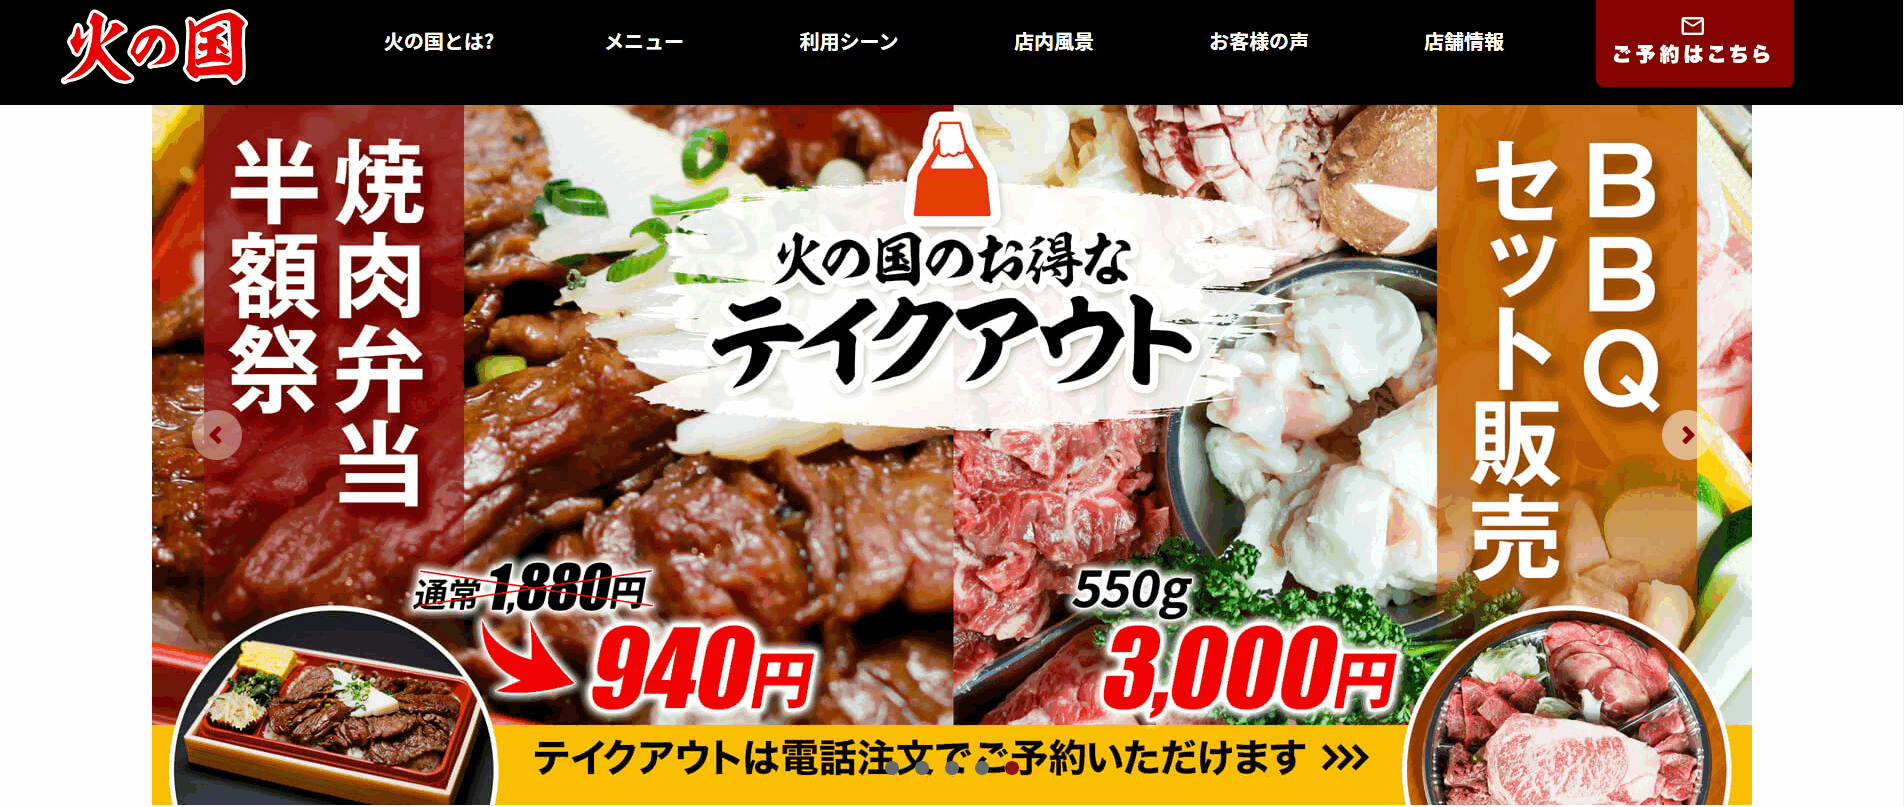 火の国
火の国とは?
メニュー
利用シーン
店内風景
お客様の声
店舗情報
ご予約はこちら
焼肉弁当
半額祭
火の国のお得な
テイクアウト
BBQ
セット販売
通常 1,880円
940円
550g
3,000円
テイクアウトは電話注文でご予約いただけます >>>